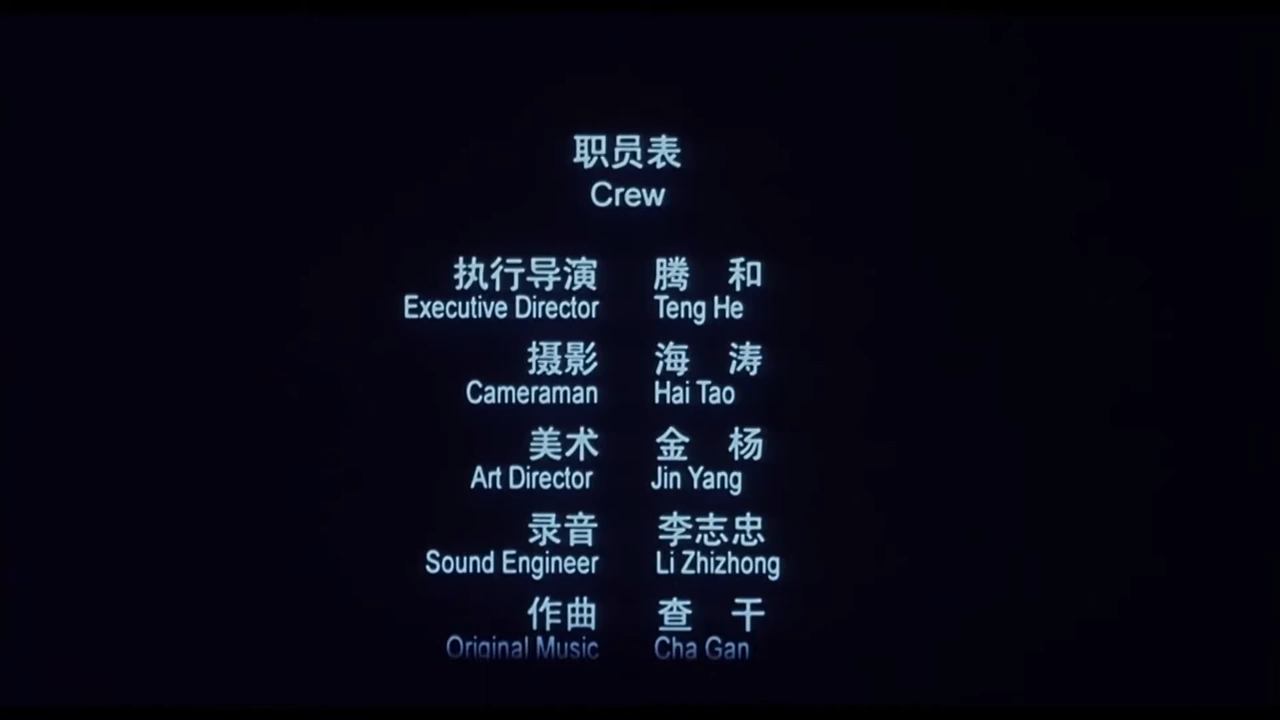 职员表
Crew
执行导演 腾 和
Executive Director Teng He
摄影 海 涛
Cameraman Hai Tao
美术 金 杨
Art Director Jin Yang
录音 李志忠
Sound Engineer Li Zhizhong
作曲 查 干
Original Music Cha Gan